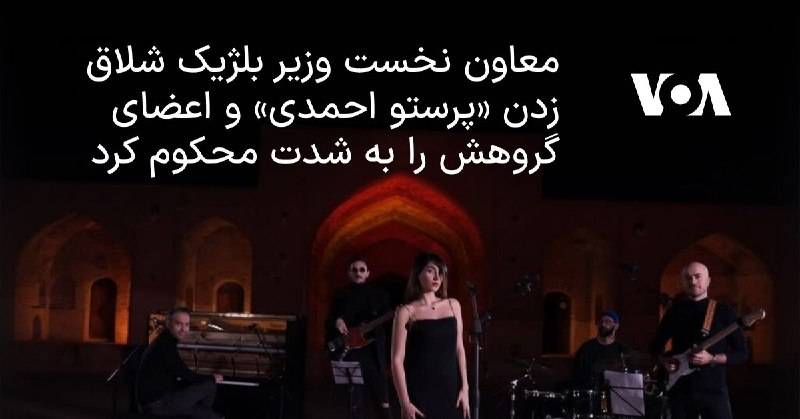 معاون نخست وزیر بلژیک شلاق
زدن «پرستو احمدی» و اعضای
گروهش را به شدت محکوم کرد
VOA